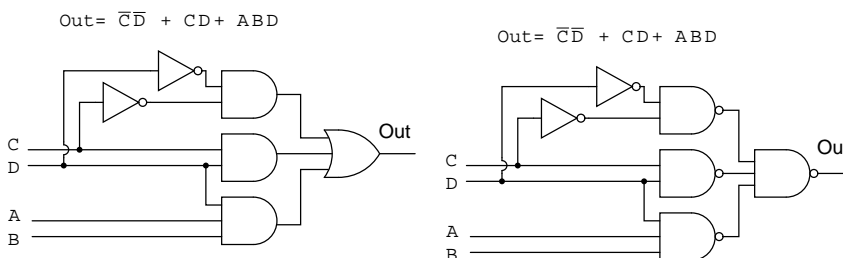 Out= C̅D̅ + CD+ ABD
Out
C
D
A
B
Out= C̅D̅ + CD+ ABD
Ou
C
D
A
B